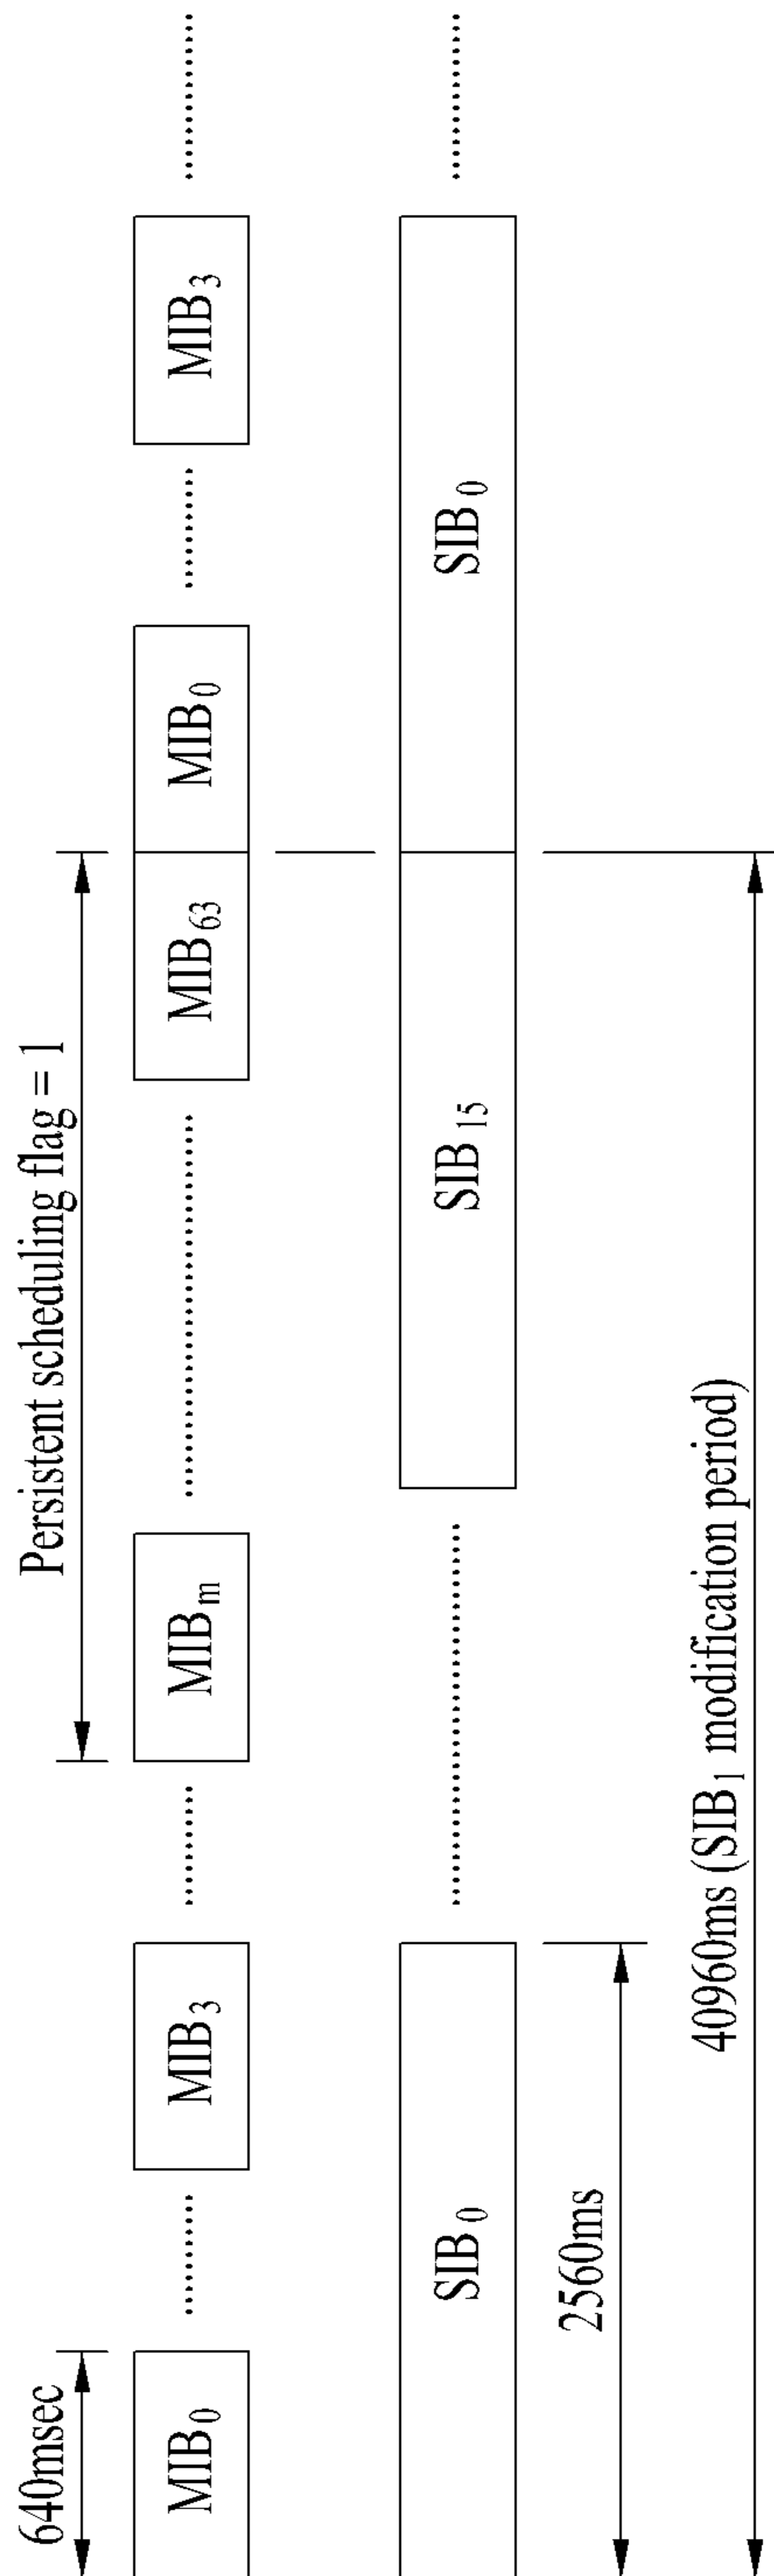 640msec
Persistent scheduling flag = 1
MIB0
MIB3
MIBm
MIB63
MIB0
MIB3
SIB0
SIB15
SIB0
2560ms
40960ms (SIB1 modification period)